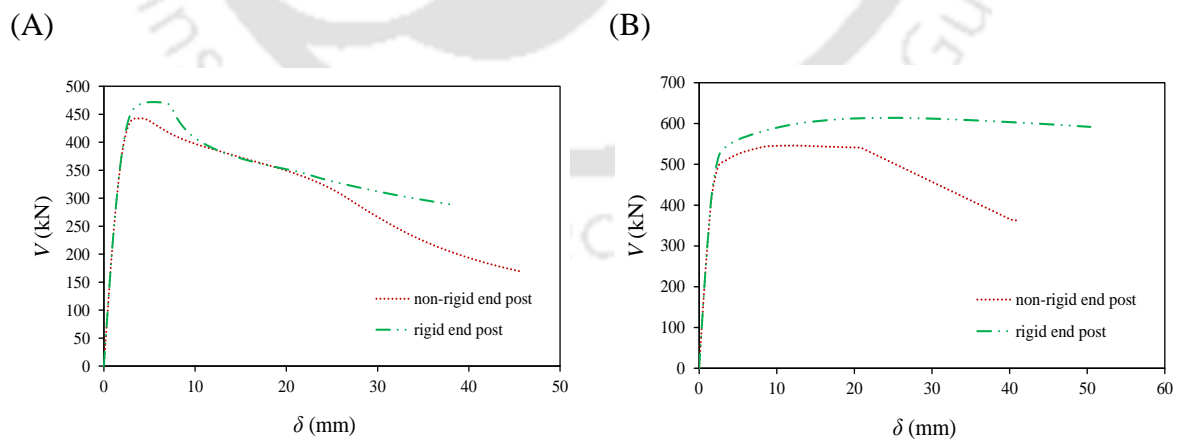 (A)
(B)
500
450
400
350
300
250
200
150
100
50
0
V (kN)
non-rigid end post
rigid end post
0 10 20 30 40 50
δ (mm)
700
600
500
400
300
200
100
0
V (kN)
non-rigid end post
rigid end post
0 10 20 30 40 50 60
δ (mm)
ins
Gu